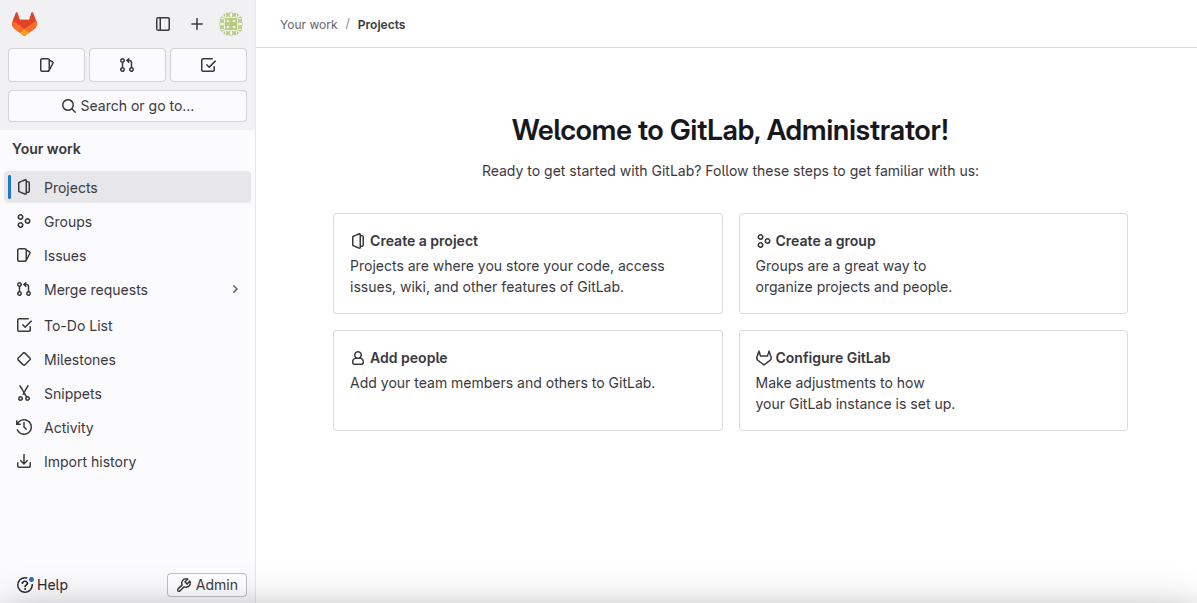 Your work / Projects
Search or go to...
Your work
Projects
Groups
Issues
Merge requests
To-Do List
Milestones
Snippets
Activity
Import history
Help
Admin
Welcome to GitLab, Administrator!
Ready to get started with GitLab? Follow these steps to get familiar with us:
Create a project
Projects are where you store your code, access
issues, wiki, and other features of GitLab.
Create a group
Groups are a great way to
organize projects and people.
Add people
Add your team members and others to GitLab.
Configure GitLab
Make adjustments to how
your GitLab instance is set up.